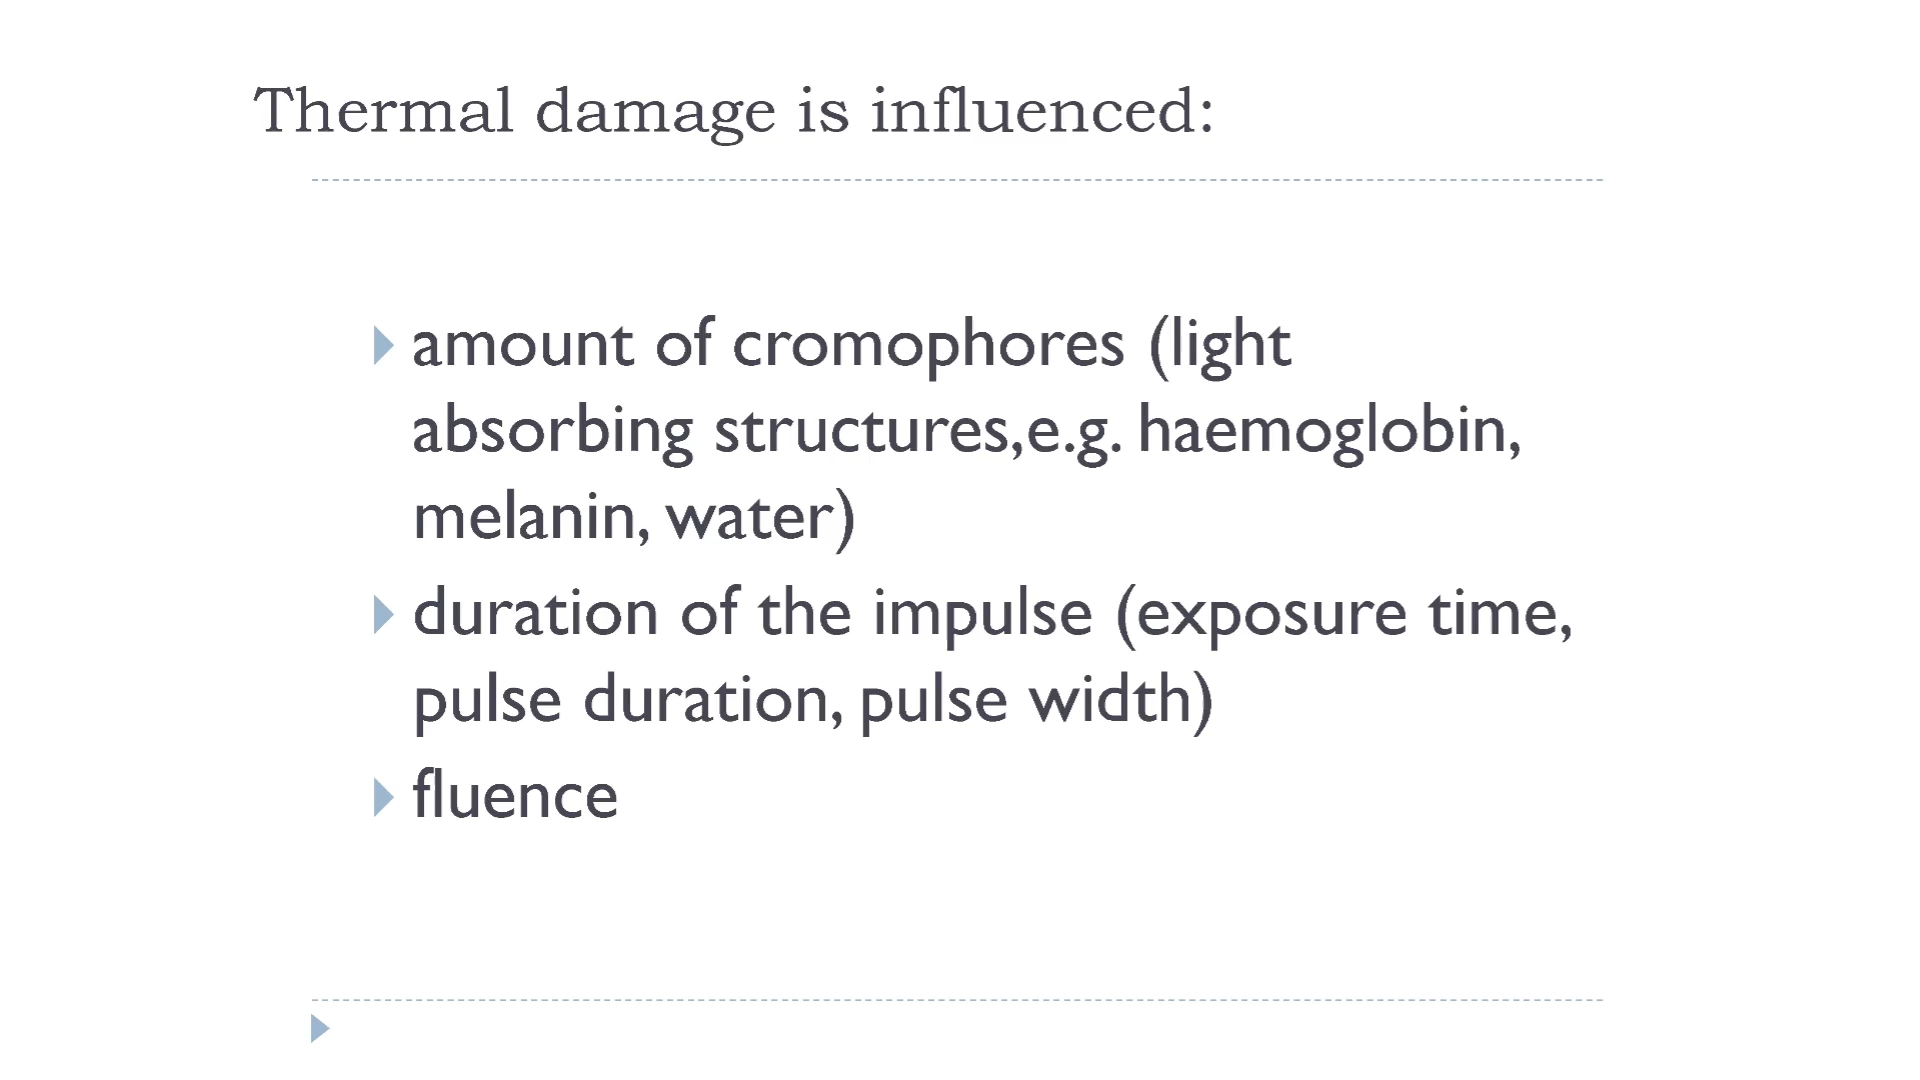 Thermal damage is influenced:
amount of cromophores (light
absorbing structures,e.g. haemoglobin,
melanin, water)
duration of the impulse (exposure time,
pulse duration, pulse width)
fluence